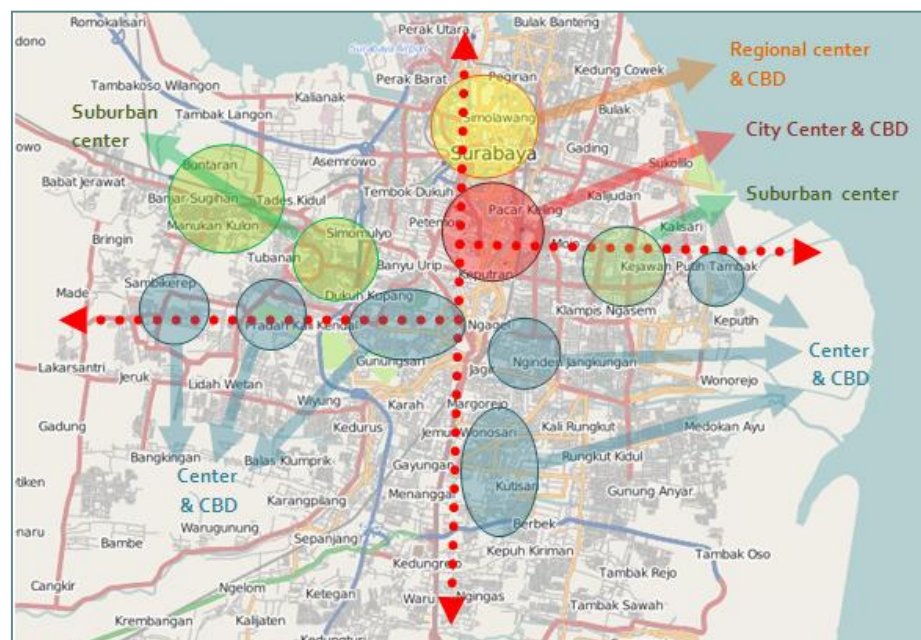 Romokalisari
Perak Utara
Bulak Banteng
dono
Surabaya Airport
Regional center
& CBD
Tambakoso Wilangon
Perak Barat
Pegirian
Kedung Cowek
Kalianak
Tambak Langon
Simolawang
Bulak
Suburban
center
Surabaya
Gading
City Center & CBD
Asemrowo
owo
Buntaran
Sukolilo
Babat Jerawat
Tembok Dukuh
Banjar Sugihan
Tandes Kidul
Kalijudan
Suburban center
Manukan Kulon
Simomulyo
Petemo
Pacar Keling
Kalisari
Bringin
Tubanan
Mojo
Banyu Urip
Keputran
Kejawan Putih Tambak
Sambikerep
Made
Dukuh Kupang
Klampis Ngasem
Keputih
Pradah Kali Kendal
Ngagel
Center
& CBD
Gunungsari
Jagir
Nginden Jangkungan
Lakarsantri
Jeruk
Lidah Wetan
Wonorejo
Wiyung
Karah
Margorejo
Medokan Ayu
Gadung
Kedurus
Jemur Wonosari
Kali Rungkut
Bangkingan
Balas Klumprik
Gayungan
Rungkut Kidul
Center
& CBD
Karangpilang
Menanggal
Kutisari
Gunung Anyar
tiken
Warugunung
Berbek
naru
Bambe
Sepanjang
Kepuh Kiriman
Tambak Oso
Kedungrejo
Cangkir
Ngelom
Ketegan
Waru
Ngingas
Tambak Rejo
Tambak Sawah
Krembangan
Kalijaten
Kedungturi